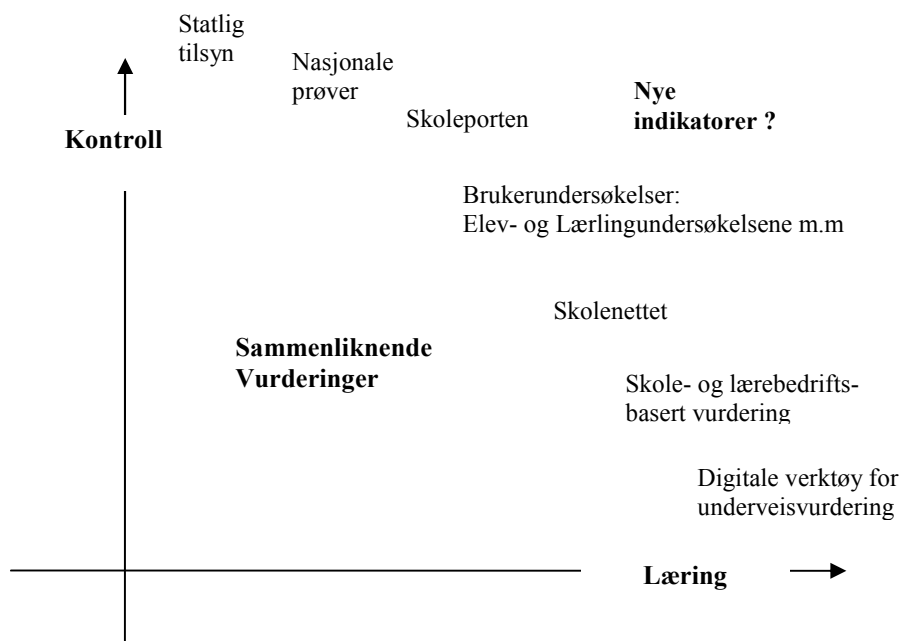 Statlig
tilsyn
Nasjonale
prøver
Nye
indikatorer ?
Skoleporten
Kontroll
Brukerundersøkelser:
Elev- og Lærlingundersøkelsene m.m
Skolenettet
Sammenliknende
Vurderinger
Skole- og lærebedrifts-
basert vurdering
Digitale verktøy for
underveisvurdering
Læring